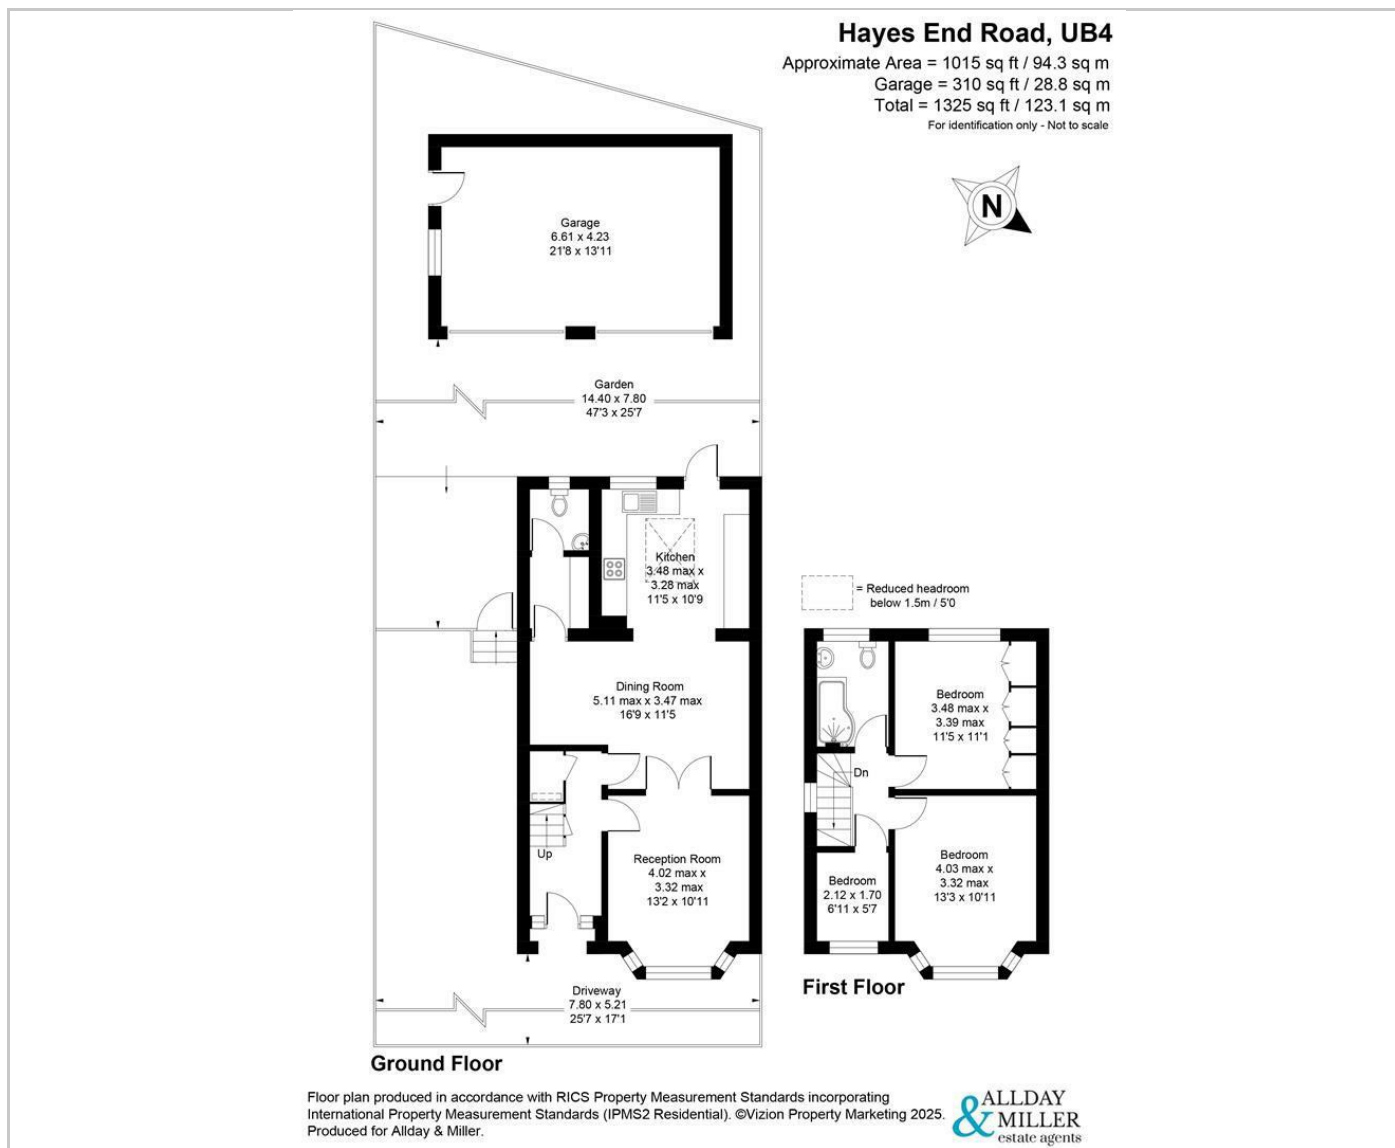 Hayes End Road, UB4
Approximate Area = 1015 sq ft / 94.3 sq m
Garage = 310 sq ft / 28.8 sq m
Total = 1325 sq ft / 123.1 sq m
For identification only - Not to scale
N
Garage
6.61 x 4.23
21'8 x 13'11
Garden
14.40 x 7.80
47'3 x 25'7
Kitchen
3.48 max x
3.28 max
11'5 x 10'9
Dining Room
5.11 max x 3.47 max
16'9 x 11'5
Up
Reception Room
4.02 max x
3.32 max
13'2 x 10'11
Driveway
7.80 x 5.21
25'7 x 17'1
Ground Floor
= Reduced headroom
below 1.5m / 5'0
Bedroom
3.48 max x
3.39 max
11'5 x 11'1
Dn
Bedroom
4.03 max x
3.32 max
13'3 x 10'11
Bedroom
2.12 x 1.70
6'11 x 5'7
First Floor
Floor plan produced in accordance with RICS Property Measurement Standards incorporating
International Property Measurement Standards (IPMS2 Residential). ©Vizion Property Marketing 2025.
Produced for Allday & Miller.
ALLDAY
& MILLER
estate agents